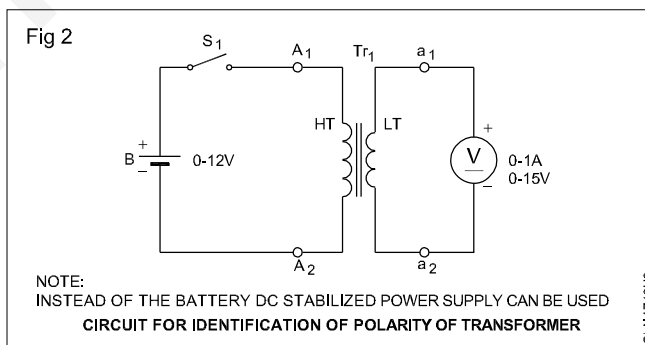 Fig 2
S1
A1
Tr1
a1
HT
LT
+
B
−
0-12V
+
V
−
0-1A
0-15V
A2
a2
NOTE:
INSTEAD OF THE BATTERY DC STABILIZED POWER SUPPLY CAN BE USED
CIRCUIT FOR IDENTIFICATION OF POLARITY OF TRANSFORMER